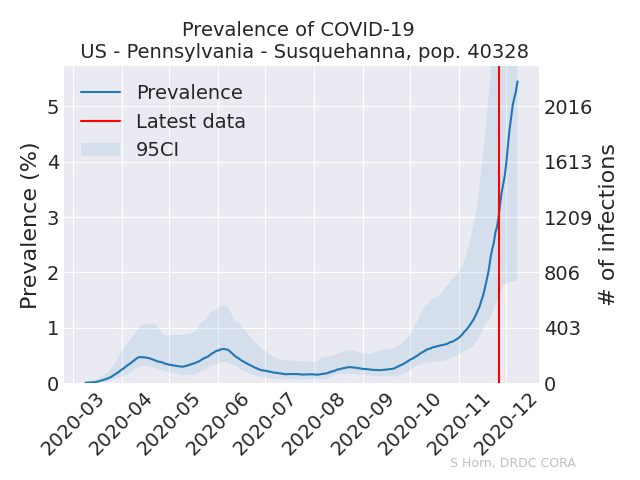 Prevalence of COVID-19
US - Pennsylvania - Susquehanna, pop. 40328
Prevalence
Latest data
95CI
Prevalence (%)
5
4
3
2
1
0
2016
1613
1209
806
403
0
# of infections
2020-03
2020-04
2020-05
2020-06
2020-07
2020-08
2020-09
2020-10
2020-11
2020-12
S Horn, DRDC CORA